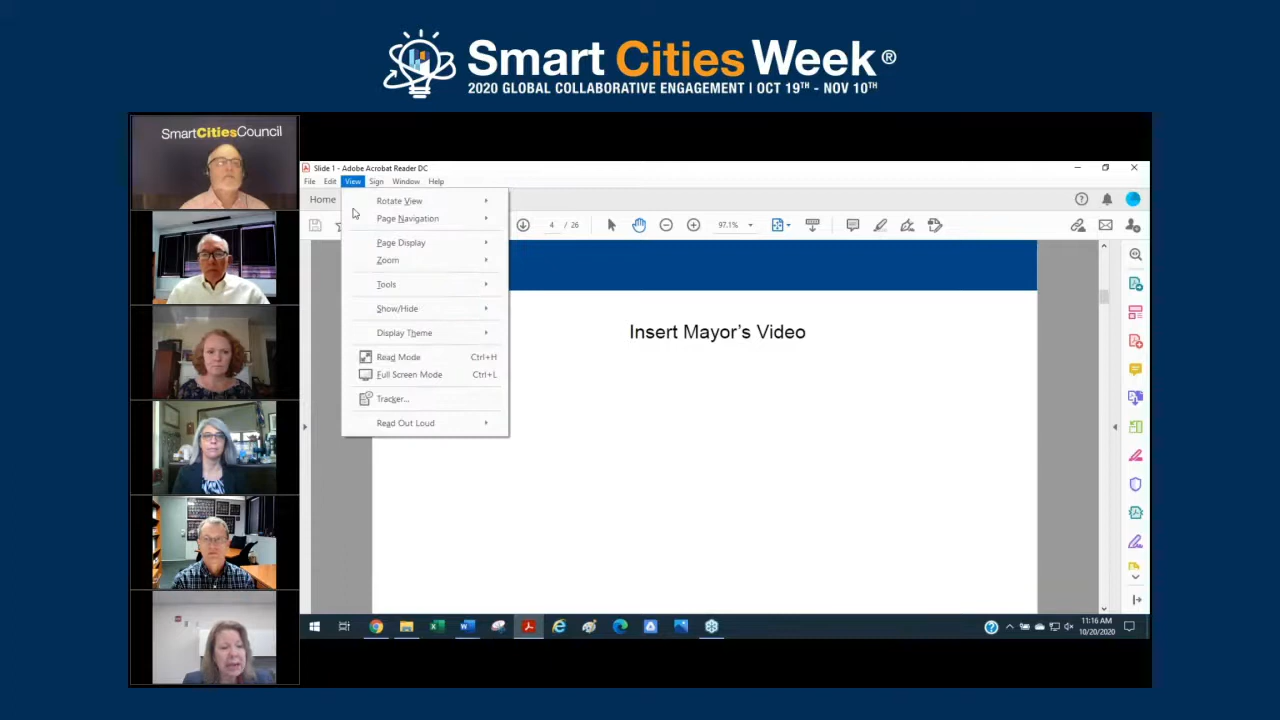 Smart Cities Week®
2020 GLOBAL COLLABORATIVE ENGAGEMENT | OCT 19TH - NOV 10TH
SmartCitiesCouncil
Slide 1 - Adobe Acrobat Reader DC
File Edit View Sign Window Help
Home
4 / 26
97.1%
Rotate View
Page Navigation
Page Display
Zoom
Tools
Show/Hide
Display Theme
Read Mode Ctrl+H
Full Screen Mode Ctrl+L
Tracker...
Read Out Loud
Insert Mayor's Video
11:16 AM
10/20/2020